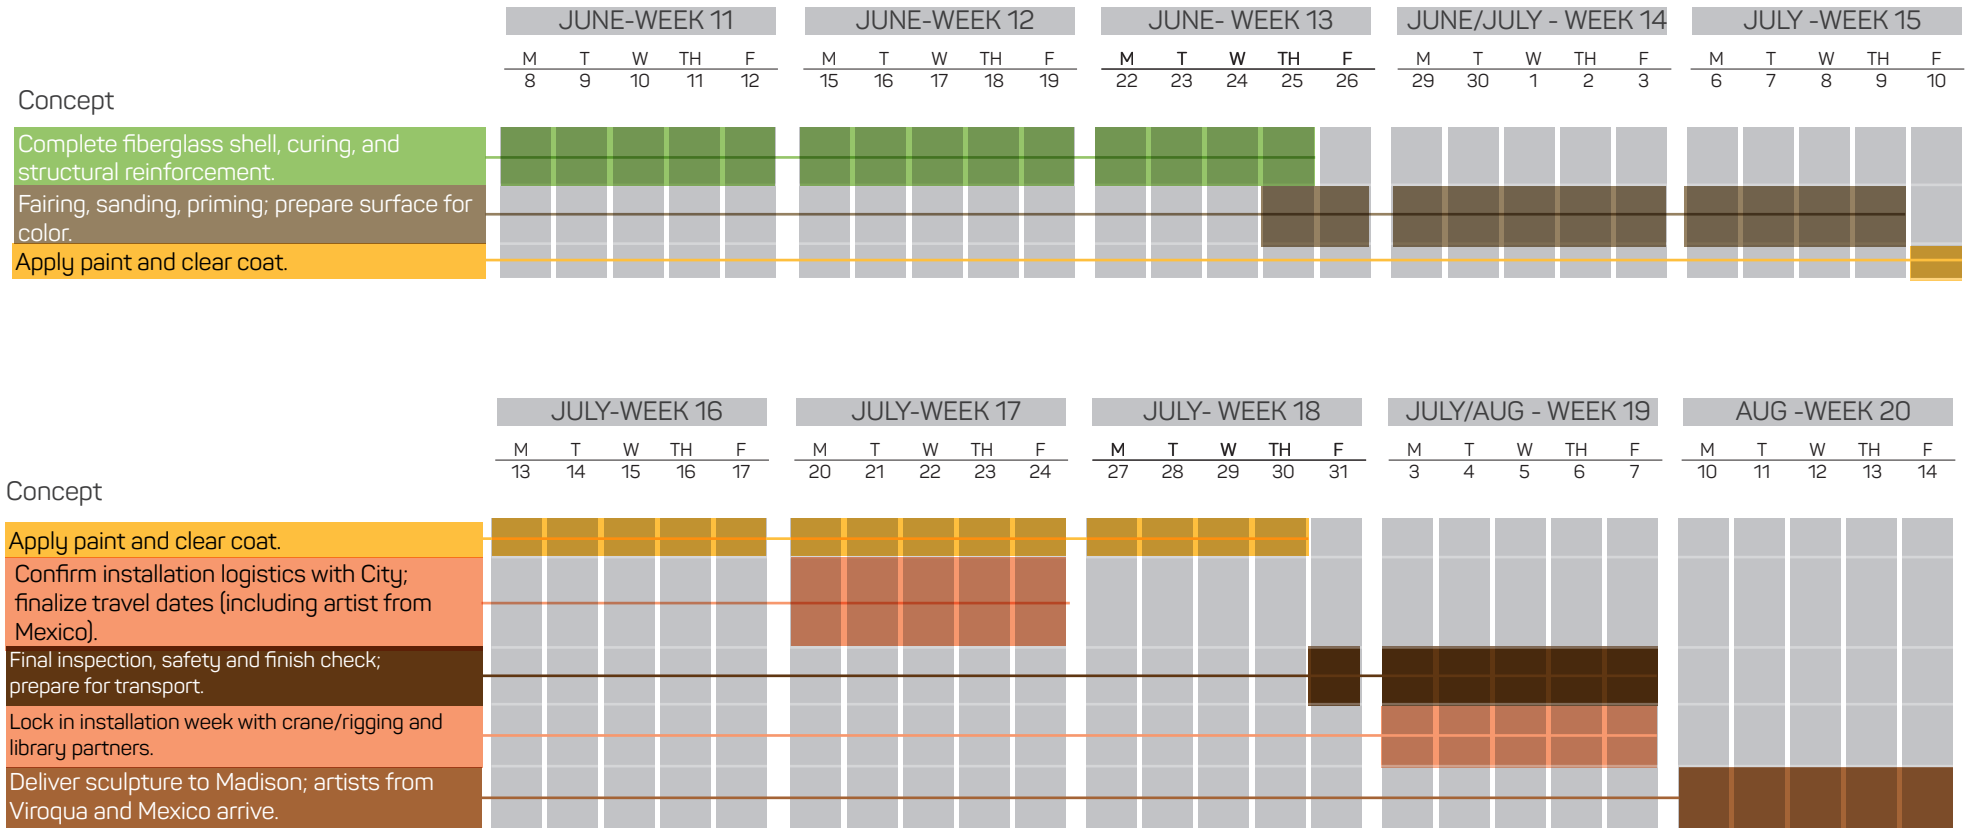 JUNE-WEEK 11 JUNE-WEEK 12 JUNE- WEEK 13 JUNE/JULY - WEEK 14 JULY -WEEK 15
M T W TH F M T W TH F M T W TH F M T W TH F M T W TH F
8 9 10 11 12 15 16 17 18 19 22 23 24 25 26 29 30 1 2 3 6 7 8 9 10
Concept
Complete fiberglass shell, curing, and
structural reinforcement.
Fairing, sanding, priming; prepare surface for
color.
Apply paint and clear coat.
JULY-WEEK 16 JULY-WEEK 17 JULY- WEEK 18 JULY/AUG - WEEK 19 AUG -WEEK 20
M T W TH F M T W TH F M T W TH F M T W TH F M T W TH F
13 14 15 16 17 20 21 22 23 24 27 28 29 30 31 3 4 5 6 7 10 11 12 13 14
Concept
Apply paint and clear coat.
Confirm installation logistics with City;
finalize travel dates (including artist from
Mexico).
Final inspection, safety and finish check;
prepare for transport.
Lock in installation week with crane/rigging and
library partners.
Deliver sculpture to Madison; artists from
Viroqua and Mexico arrive.